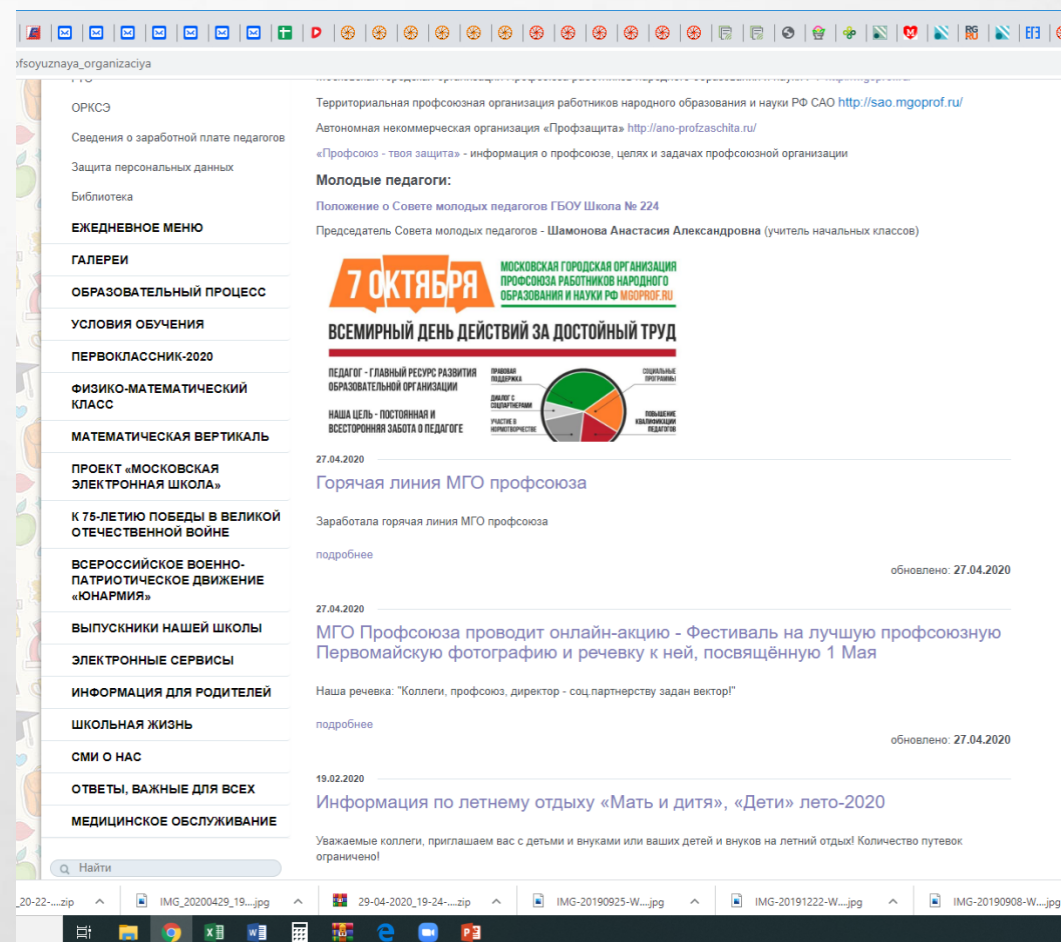 ofsoyuznaya_organizaciya
ОРКСЭ
Сведения о заработной плате педагогов
Защита персональных данных
Библиотека
ЕЖЕДНЕВНОЕ МЕНЮ
ГАЛЕРЕИ
ОБРАЗОВАТЕЛЬНЫЙ ПРОЦЕСС
УСЛОВИЯ ОБУЧЕНИЯ
ПЕРВОКЛАССНИК-2020
ФИЗИКО-МАТЕМАТИЧЕСКИЙ
КЛАСС
МАТЕМАТИЧЕСКАЯ ВЕРТИКАЛЬ
ПРОЕКТ «МОСКОВСКАЯ
ЭЛЕКТРОННАЯ ШКОЛА»
К 75-ЛЕТИЮ ПОБЕДЫ В ВЕЛИКОЙ
ОТЕЧЕСТВЕННОЙ ВОЙНЕ
ВСЕРОССИЙСКОЕ ВОЕННО-
ПАТРИОТИЧЕСКОЕ ДВИЖЕНИЕ
«ЮНАРМИЯ»
ВЫПУСКНИКИ НАШЕЙ ШКОЛЫ
ЭЛЕКТРОННЫЕ СЕРВИСЫ
ИНФОРМАЦИЯ ДЛЯ РОДИТЕЛЕЙ
ШКОЛЬНАЯ ЖИЗНЬ
СМИ О НАС
ОТВЕТЫ, ВАЖНЫЕ ДЛЯ ВСЕХ
МЕДИЦИНСКОЕ ОБСЛУЖИВАНИЕ
Найти
Территориальная профсоюзная организация работников народного образования и науки РФ САО http://sao.mgoprof.ru/
Автономная некоммерческая организация «Профзащита» http://ano-profzaschita.ru/
«Профсоюз - твоя защита» - информация о профсоюзе, целях и задачах профсоюзной организации
Молодые педагоги:
Положение о Совете молодых педагогов ГБОУ Школа № 224
Председатель Совета молодых педагогов - Шамонова Анастасия Александровна (учитель начальных классов)
7 ОКТЯБРЯ
МОСКОВСКАЯ ГОРОДСКАЯ ОРГАНИЗАЦИЯ
ПРОФСОЮЗА РАБОТНИКОВ НАРОДНОГО
ОБРАЗОВАНИЯ И НАУКИ РФ MGOPROF.RU
ВСЕМИРНЫЙ ДЕНЬ ДЕЙСТВИЙ ЗА ДОСТОЙНЫЙ ТРУД
ПЕДАГОГ - ГЛАВНЫЙ РЕСУРС РАЗВИТИЯ
ОБРАЗОВАТЕЛЬНОЙ ОРГАНИЗАЦИИ
НАША ЦЕЛЬ - ПОСТОЯННАЯ И
ВСЕСТОРОННЯЯ ЗАБОТА О ПЕДАГОГЕ
ПРАВОВАЯ
ПОДДЕРЖКА
ДИАЛОГ С
СОЦПАРТНЕРАМИ
УЧАСТИЕ В
НОРМОТВОРЧЕСТВЕ
СОЦИАЛЬНЫЕ
ПРОГРАММЫ
ПОВЫШЕНИЕ
КВАЛИФИКАЦИИ
ПЕДАГОГОВ
27.04.2020
Горячая линия МГО профсоюза
Заработала горячая линия МГО профсоюза
подробнее
обновлено: 27.04.2020
27.04.2020
МГО Профсоюза проводит онлайн-акцию - Фестиваль на лучшую профсоюзную
Первомайскую фотографию и речевку к ней, посвящённую 1 Мая
Наша речевка: "Коллеги, профсоюз, директор - соц.партнерству задан вектор!"
подробнее
обновлено: 27.04.2020
19.02.2020
Информация по летнему отдыху «Мать и дитя», «Дети» лето-2020
Уважаемые коллеги, приглашаем вас с детьми и внуками или ваших детей и внуков на летний отдых! Количество путевок
ограничено!
_20-22-....zip
IMG_20200429_19....jpg
29-04-2020_19-24-....zip
IMG-20190925-W....jpg
IMG-20191222-W....jpg
IMG-20190908-W....jpg